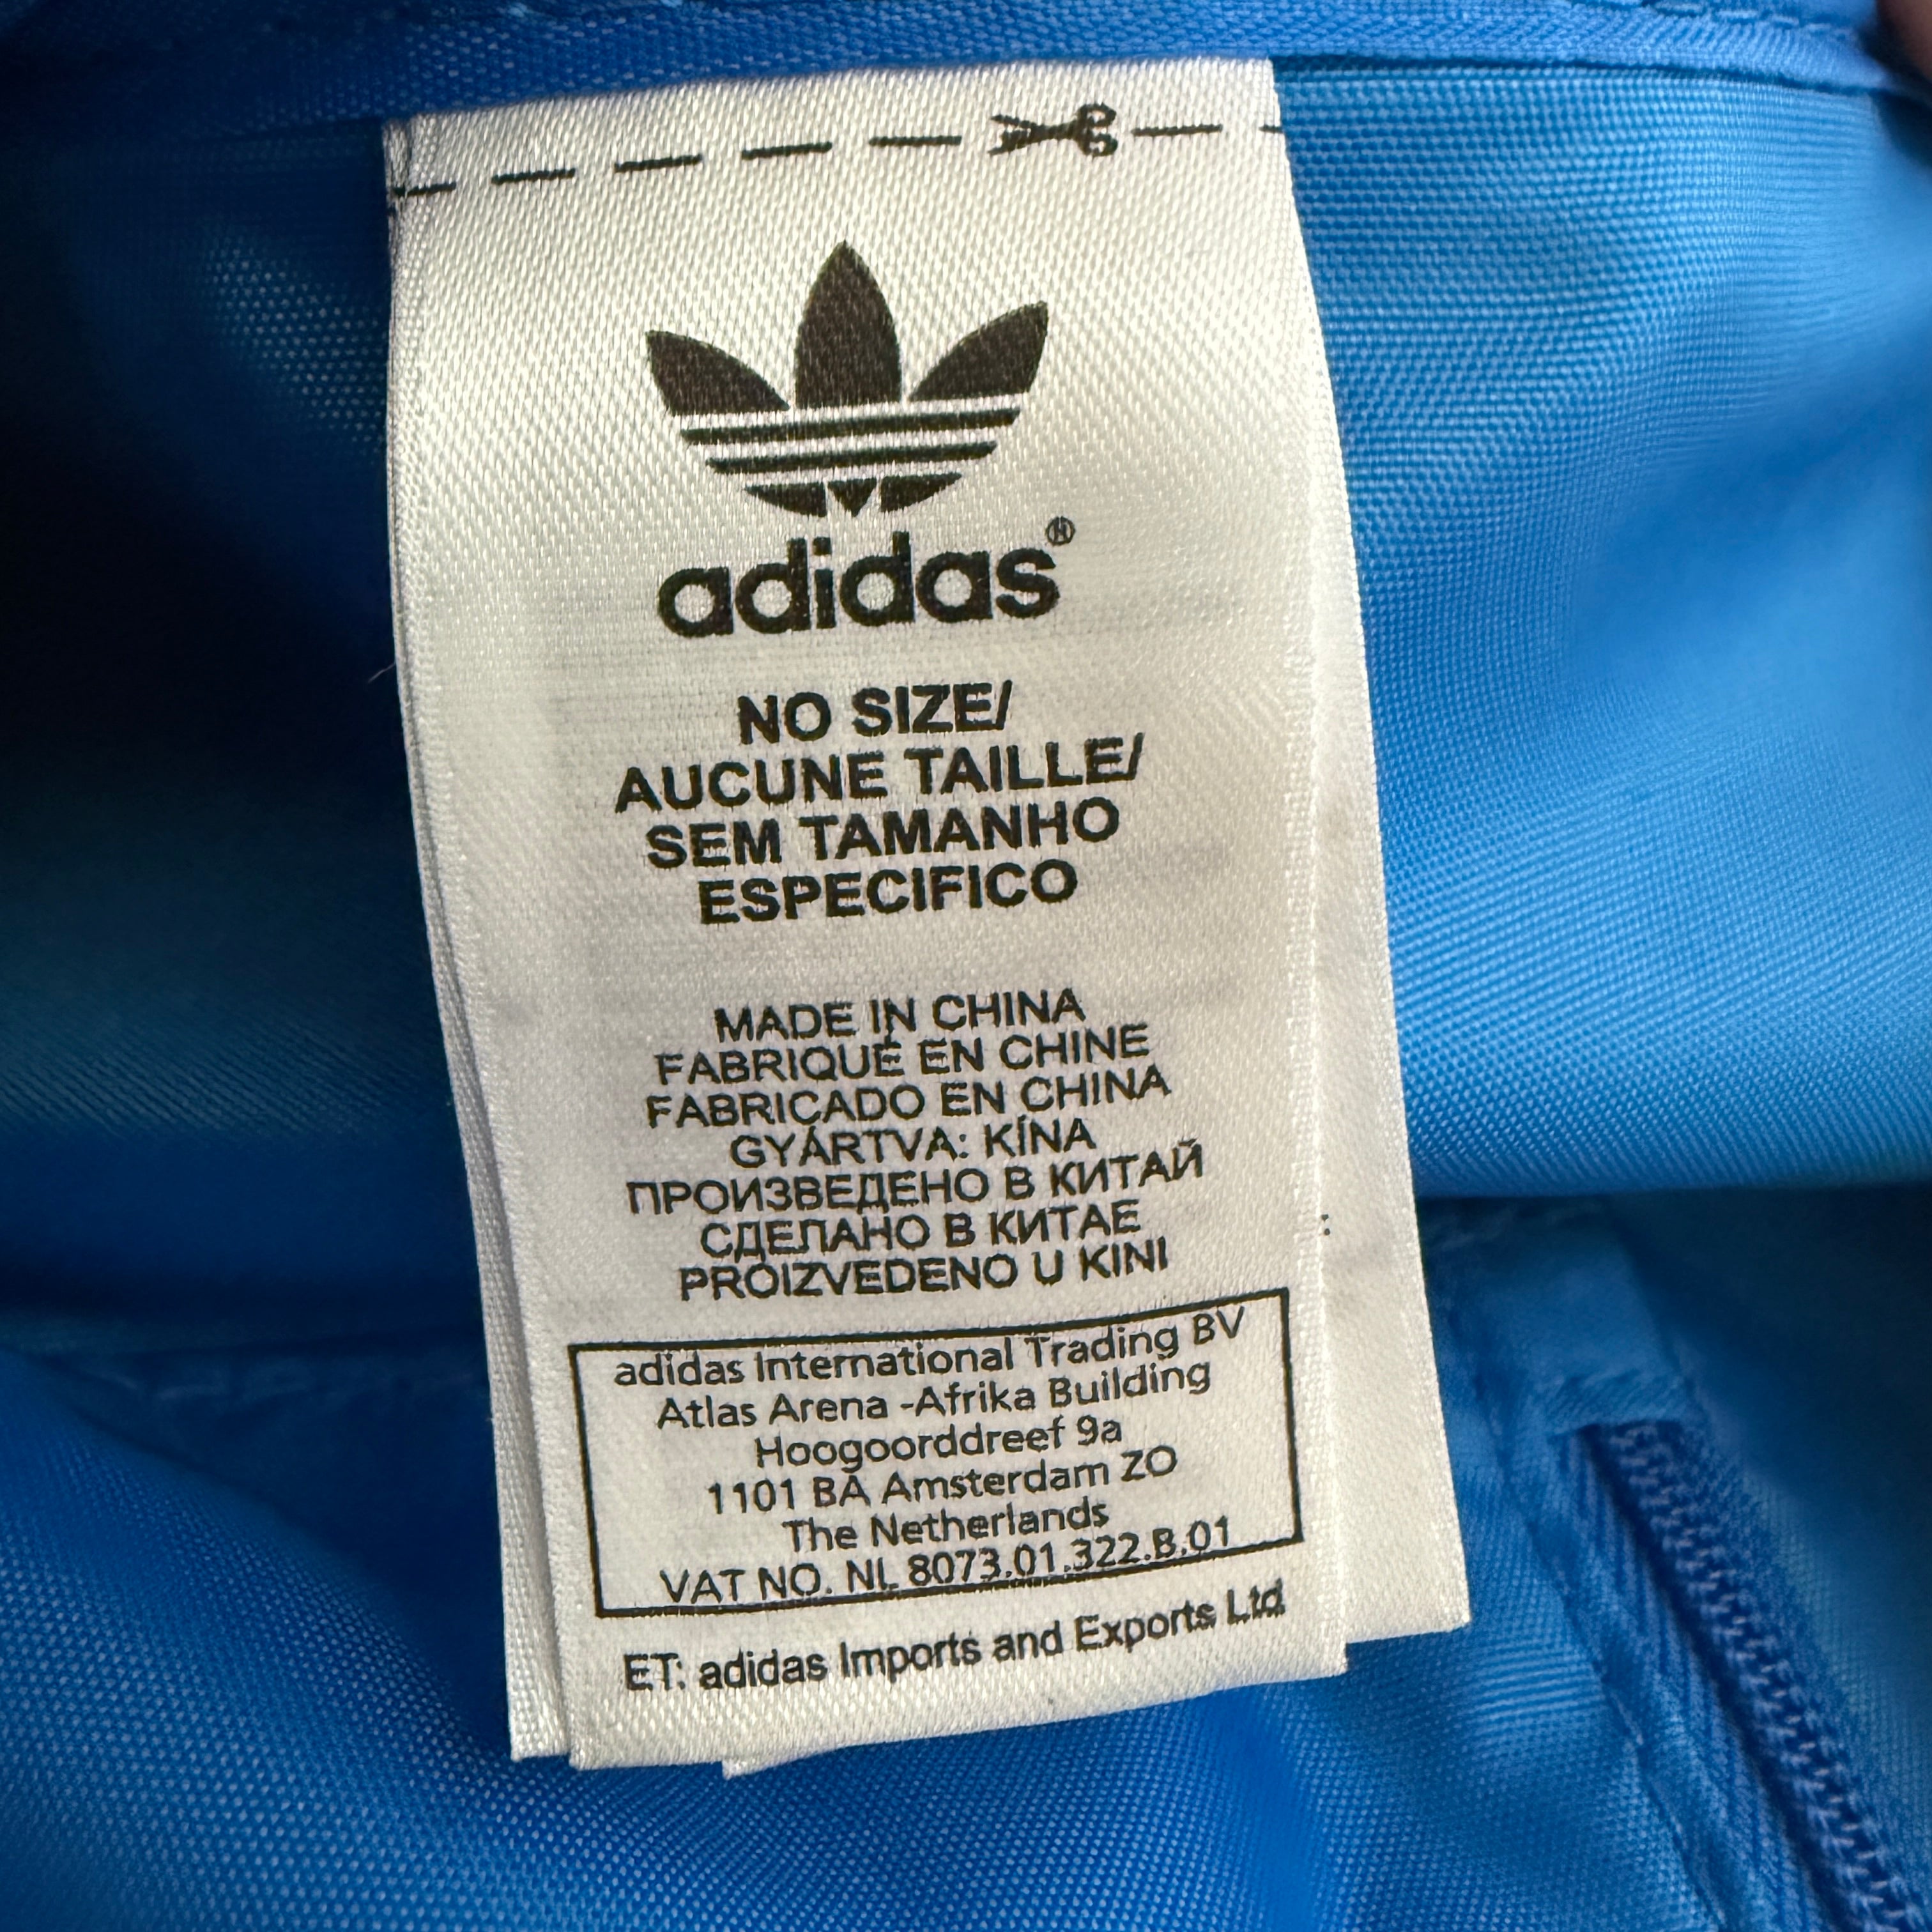 adidas®
NO SIZE/
AUCUNE TAILLE/
SEM TAMANHO
ESPECIFICO
MADE IN CHINA
FABRIQUÉ EN CHINE
FABRICADO EN CHINA
GYÁRTVA: KÍNA
ПРОИЗВЕДЕНО В КИТАЙ
СДЕЛАНО В КИТАЕ
PROIZVEDENO U KINI
adidas International Trading BV
Atlas Arena -Afrika Building
Hoogoorddreef 9a
1101 BA Amsterdam ZO
The Netherlands
VAT NO. NL 8073.01.322.B.01
ET: adidas Imports and Exports Ltd